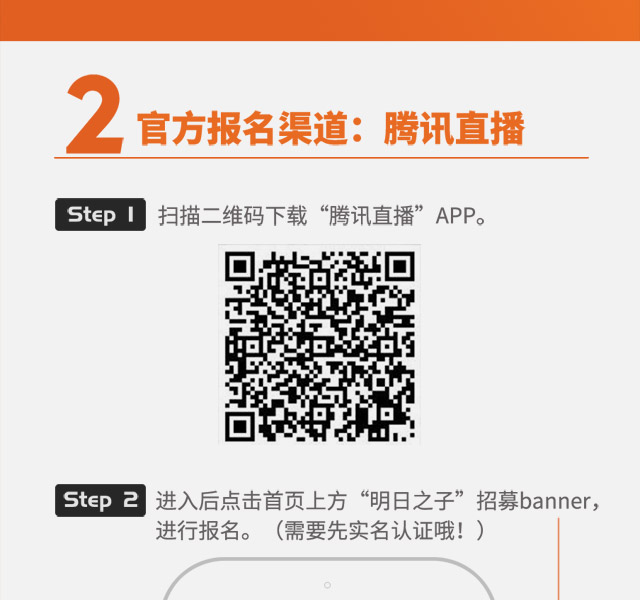 2 官方报名渠道：腾讯直播
Step 1 扫描二维码下载“腾讯直播”APP。
Step 2 进入后点击首页上方“明日之子”招募banner，
进行报名。（需要先实名认证哦！）